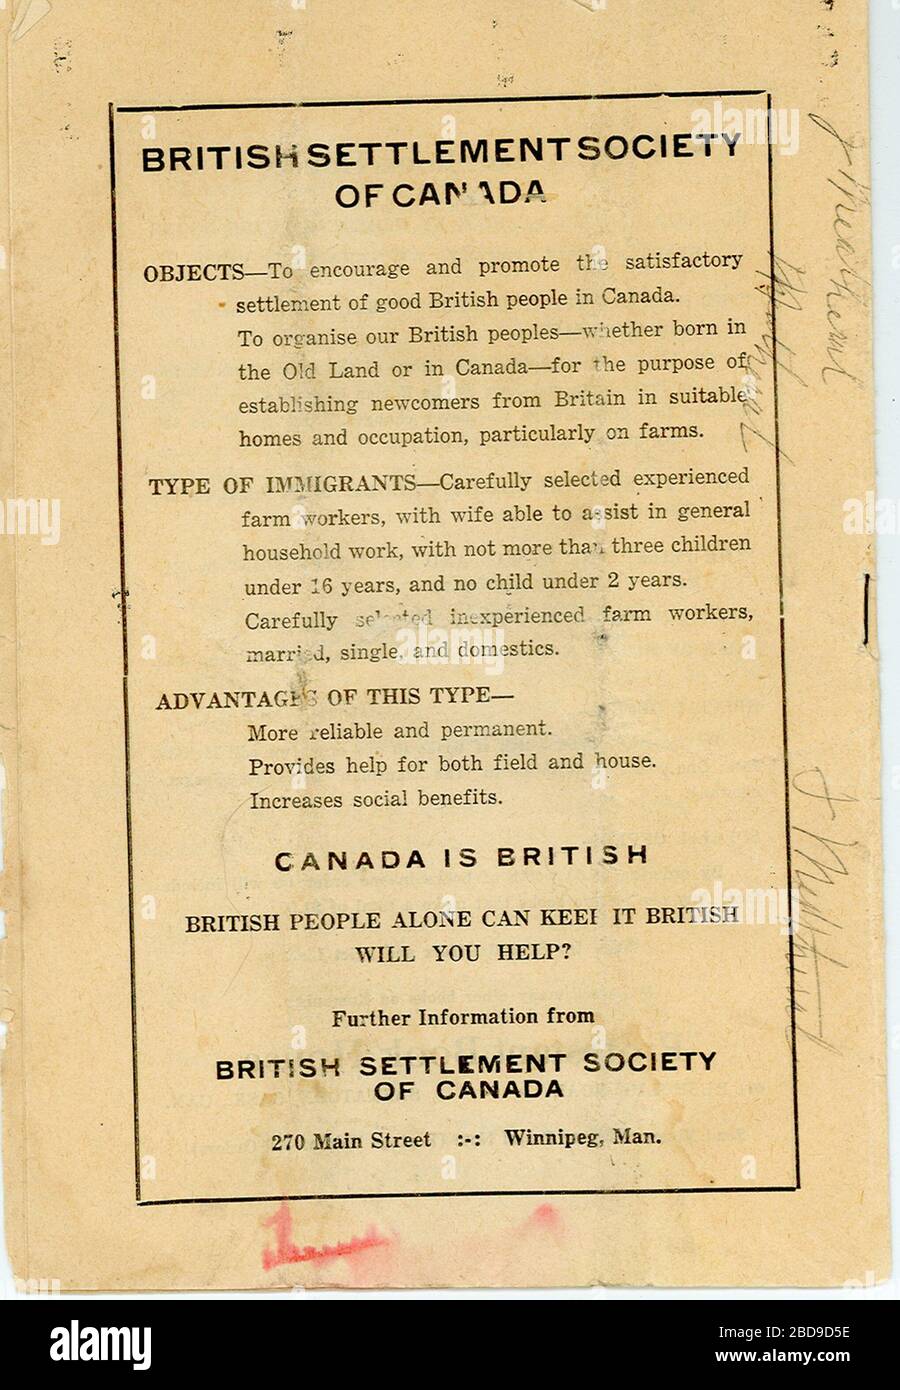 BRITISH SETTLEMENT SOCIETY
OF CANADA
OBJECTS—To encourage and promote the satisfactory
settlement of good British people in Canada.
To organise our British peoples—whether born in
the Old Land or in Canada—for the purpose of
establishing newcomers from Britain in suitable
homes and occupation, particularly on farms.
TYPE OF IMMIGRANTS—Carefully selected experienced
farm workers, with wife able to assist in general
household work, with not more than three children
under 16 years, and no child under 2 years.
Carefully selected inexperienced farm workers,
married, single, and domestics.
ADVANTAGES OF THIS TYPE—
More reliable and permanent.
Provides help for both field and house.
Increases social benefits.
CANADA IS BRITISH
BRITISH PEOPLE ALONE CAN KEEP IT BRITISH
WILL YOU HELP?
Further Information from
BRITISH SETTLEMENT SOCIETY
OF CANADA
270 Main Street :-: Winnipeg, Man.
alamy
Image ID: 2BD9D5E
www.alamy.com